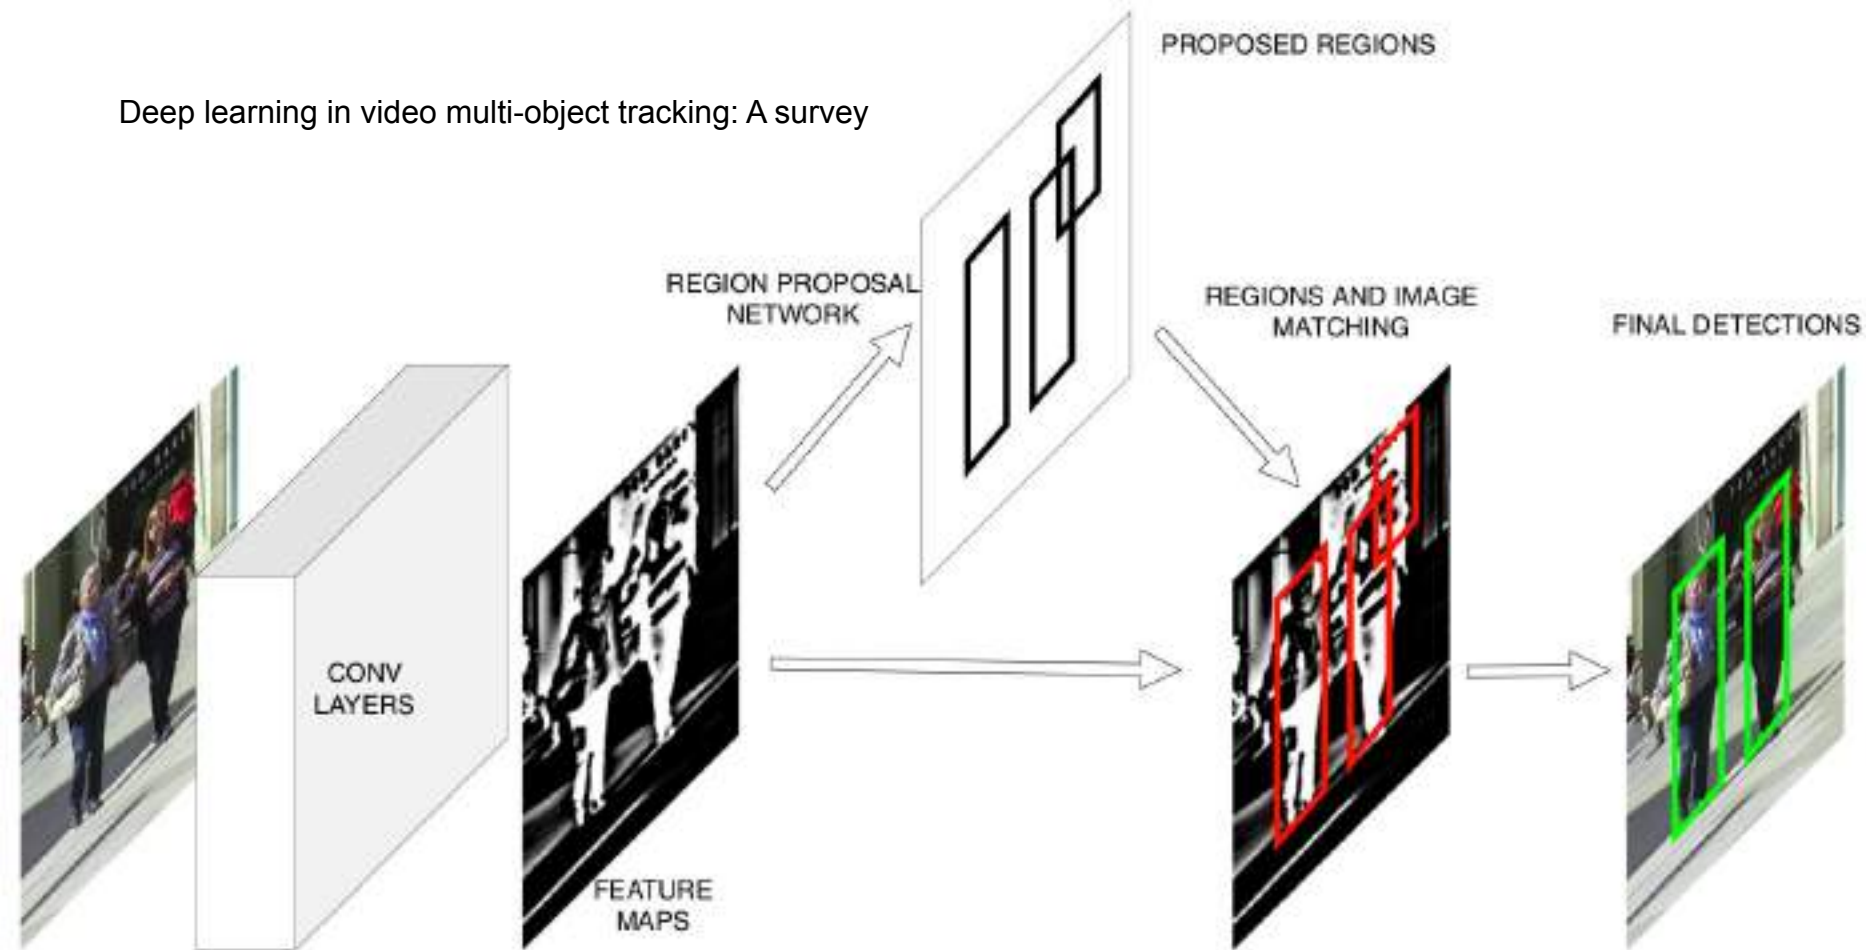 Deep learning in video multi-object tracking: A survey
PROPOSED REGIONS
REGION PROPOSAL
NETWORK
REGIONS AND IMAGE
MATCHING
FINAL DETECTIONS
CONV
LAYERS
FEATURE
MAPS